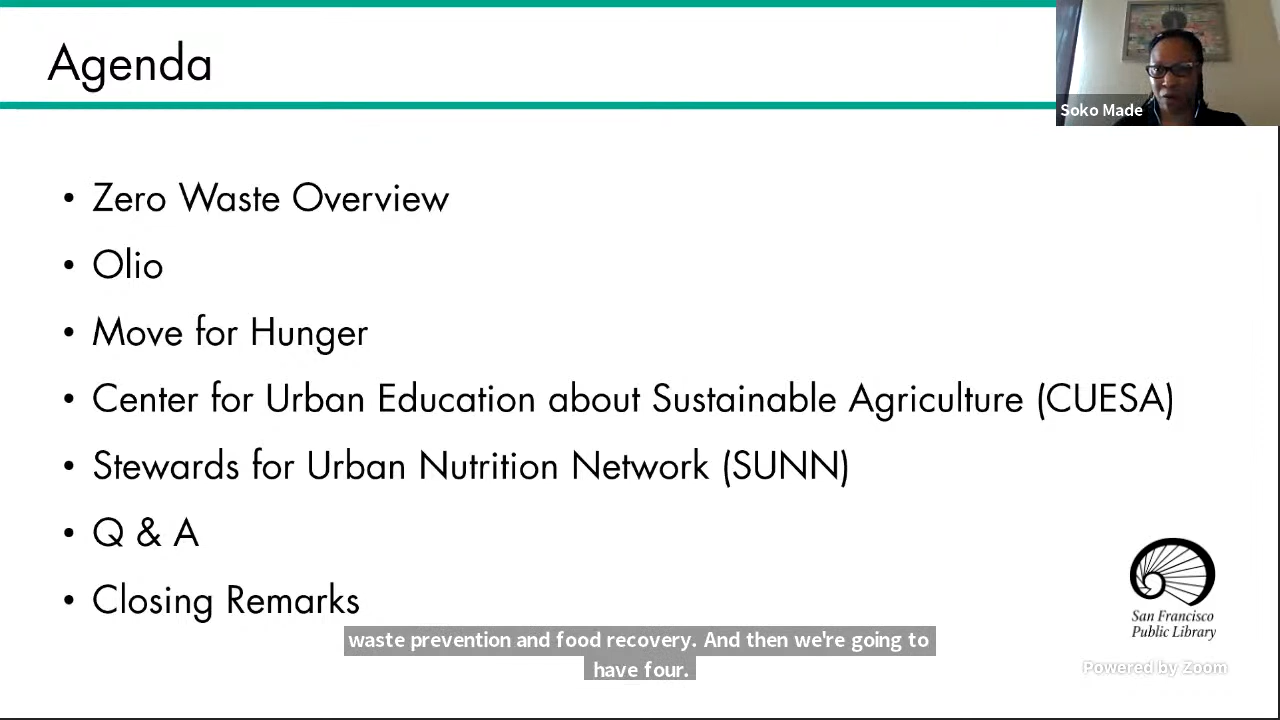 Agenda
Soko Made
• Zero Waste Overview
• Olio
• Move for Hunger
• Center for Urban Education about Sustainable Agriculture (CUESA)
• Stewards for Urban Nutrition Network (SUNN)
• Q & A
• Closing Remarks
San Francisco
Public Library
waste prevention and food recovery. And then we're going to
have four.
Powered by Zoom